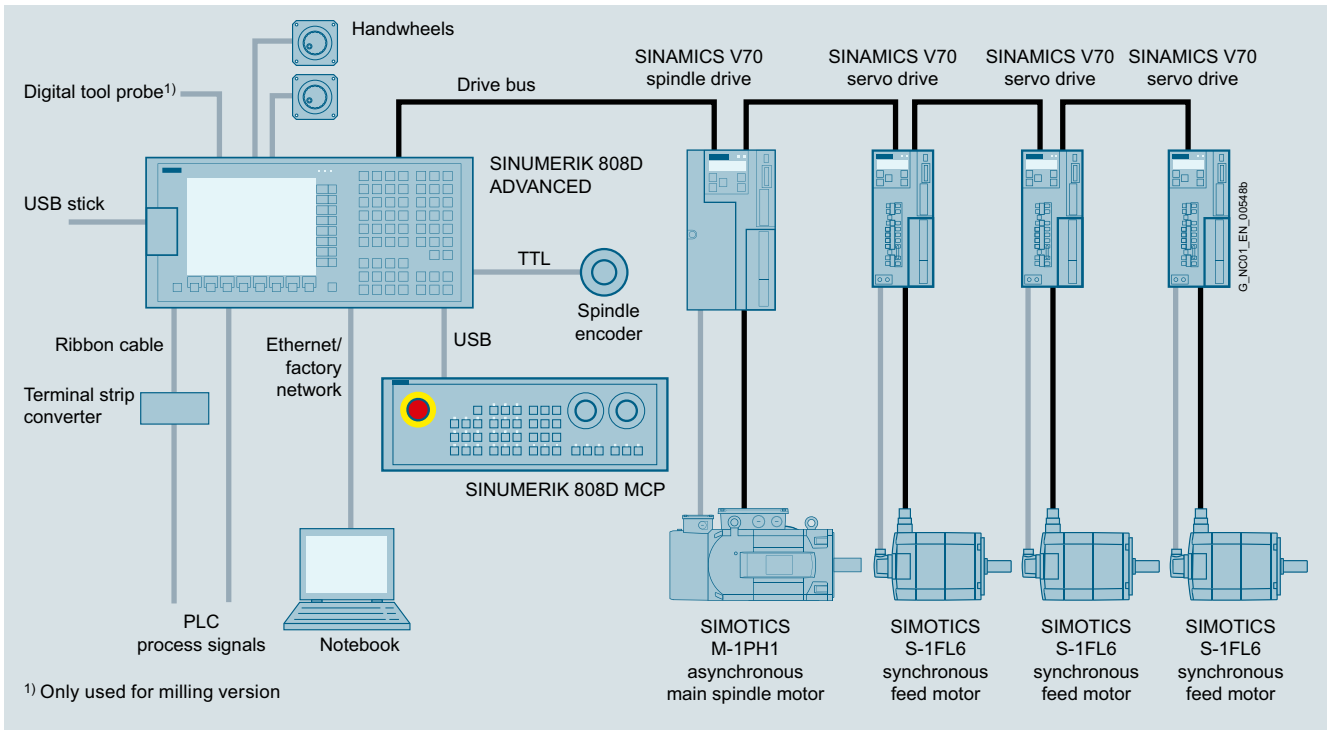 Handwheels
Digital tool probe1)
Drive bus
SINAMICS V70
spindle drive
SINAMICS V70
servo drive
SINAMICS V70
servo drive
SINAMICS V70
servo drive
SINUMERIK 808D
ADVANCED
USB stick
TTL
Spindle
encoder
G_NC01_EN_00548b
Ribbon cable
Ethernet/
factory
network
USB
Terminal strip
converter
SINUMERIK 808D MCP
PLC
process signals
Notebook
SIMOTICS
M-1PH1
asynchronous
main spindle motor
SIMOTICS
S-1FL6
synchronous
feed motor
SIMOTICS
S-1FL6
synchronous
feed motor
SIMOTICS
S-1FL6
synchronous
feed motor
1) Only used for milling version